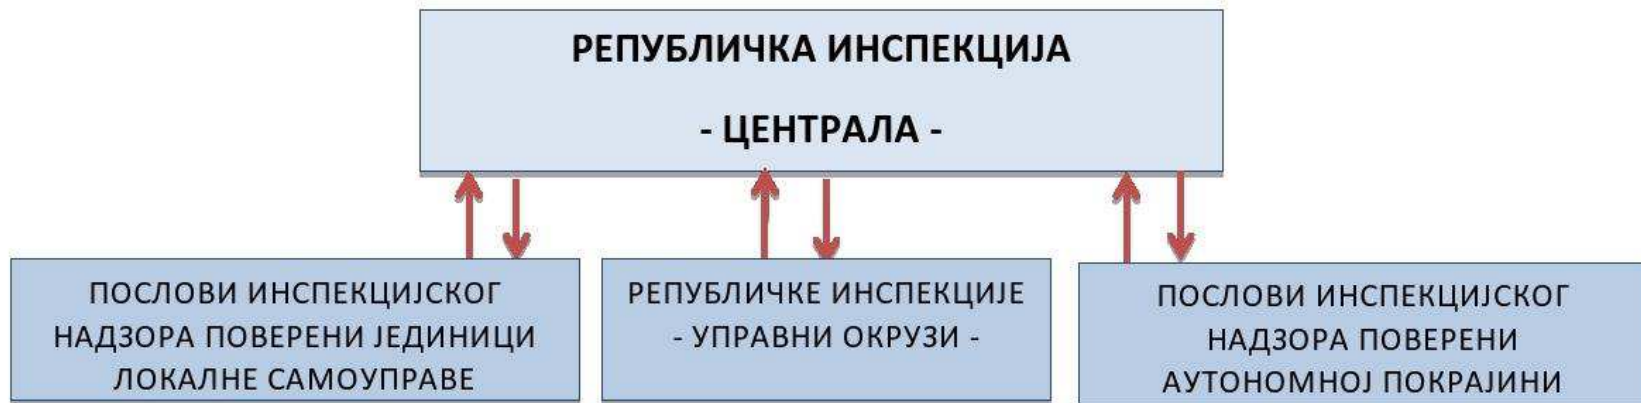 РЕПУБЛИЧКА ИНСПЕКЦИЈА
- ЦЕНТРАЛА -
ПОСЛОВИ ИНСПЕКЦИЈСКОГ
НАДЗОРА ПОВЕРЕНИ ЈЕДИНИЦИ
ЛОКАЛНЕ САМОУПРАВЕ
РЕПУБЛИЧКЕ ИНСПЕКЦИЈЕ
- УПРАВНИ ОКРУЗИ -
ПОСЛОВИ ИНСПЕКЦИЈСКОГ
НАДЗОРА ПОВЕРЕНИ
АУТОНОМНОЈ ПОКРАЈИНИ